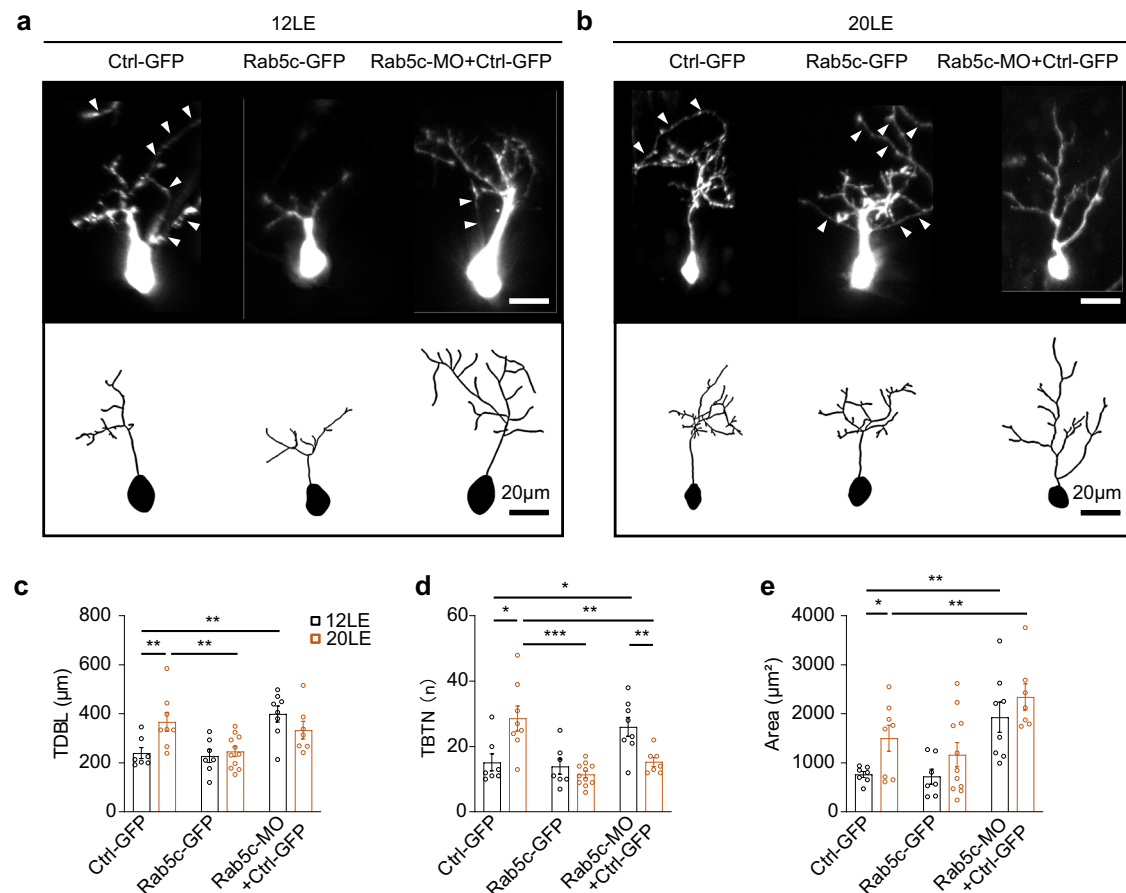 a
12LE
Ctrl-GFP Rab5c-GFP Rab5c-MO+Ctrl-GFP
20µm
b
20LE
Ctrl-GFP Rab5c-GFP Rab5c-MO+Ctrl-GFP
20µm
c
TDBL (µm)
800
600
400
200
0
** ** **
12LE
20LE
Ctrl-GFP
Rab5c-GFP
Rab5c-MO
+Ctrl-GFP
d
TBTN (n)
60
40
20
0
*
* **
*** **
Ctrl-GFP
Rab5c-GFP
Rab5c-MO
+Ctrl-GFP
e
Area (µm²)
4000
3000
2000
1000
0
**
* **
Ctrl-GFP
Rab5c-GFP
Rab5c-MO
+Ctrl-GFP